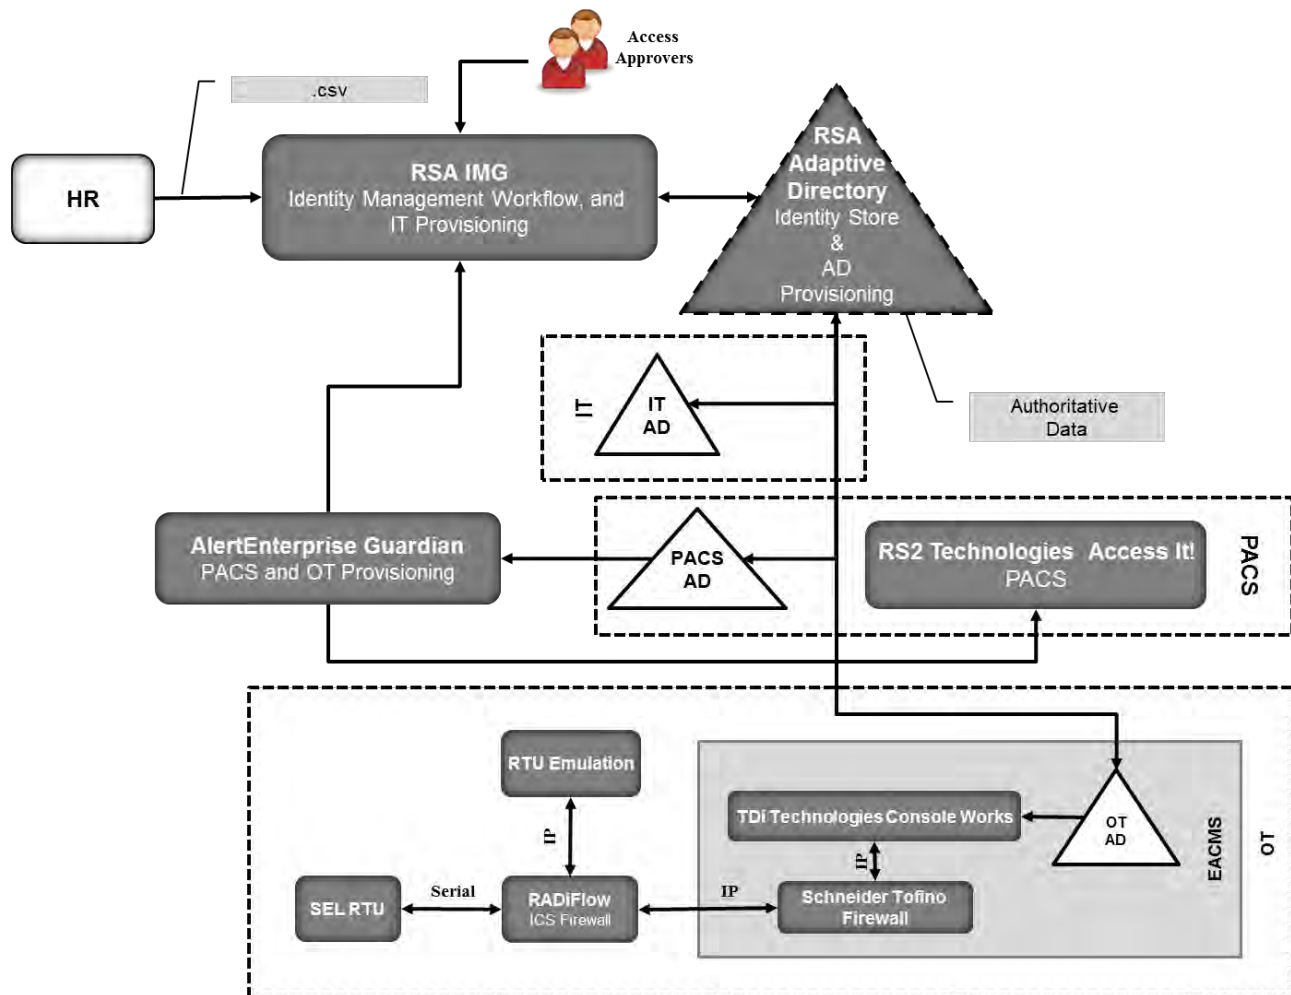 Access
Approvers
.csv
HR
RSA IMG
Identity Management Workflow, and
IT Provisioning
RSA
Adaptive
Directory
Identity Store
&
AD
Provisioning
IT
IT
AD
Authoritative
Data
AlertEnterprise Guardian
PACS and OT Provisioning
PACS
AD
RS2 Technologies Access It!
PACS
PACS
RTU Emulation
IP
TDi Technologies Console Works
OT
AD
EACMS
OT
IP
SEL RTU
Serial
RADiFlow
ICS Firewall
IP
Schneider Tofino
Firewall